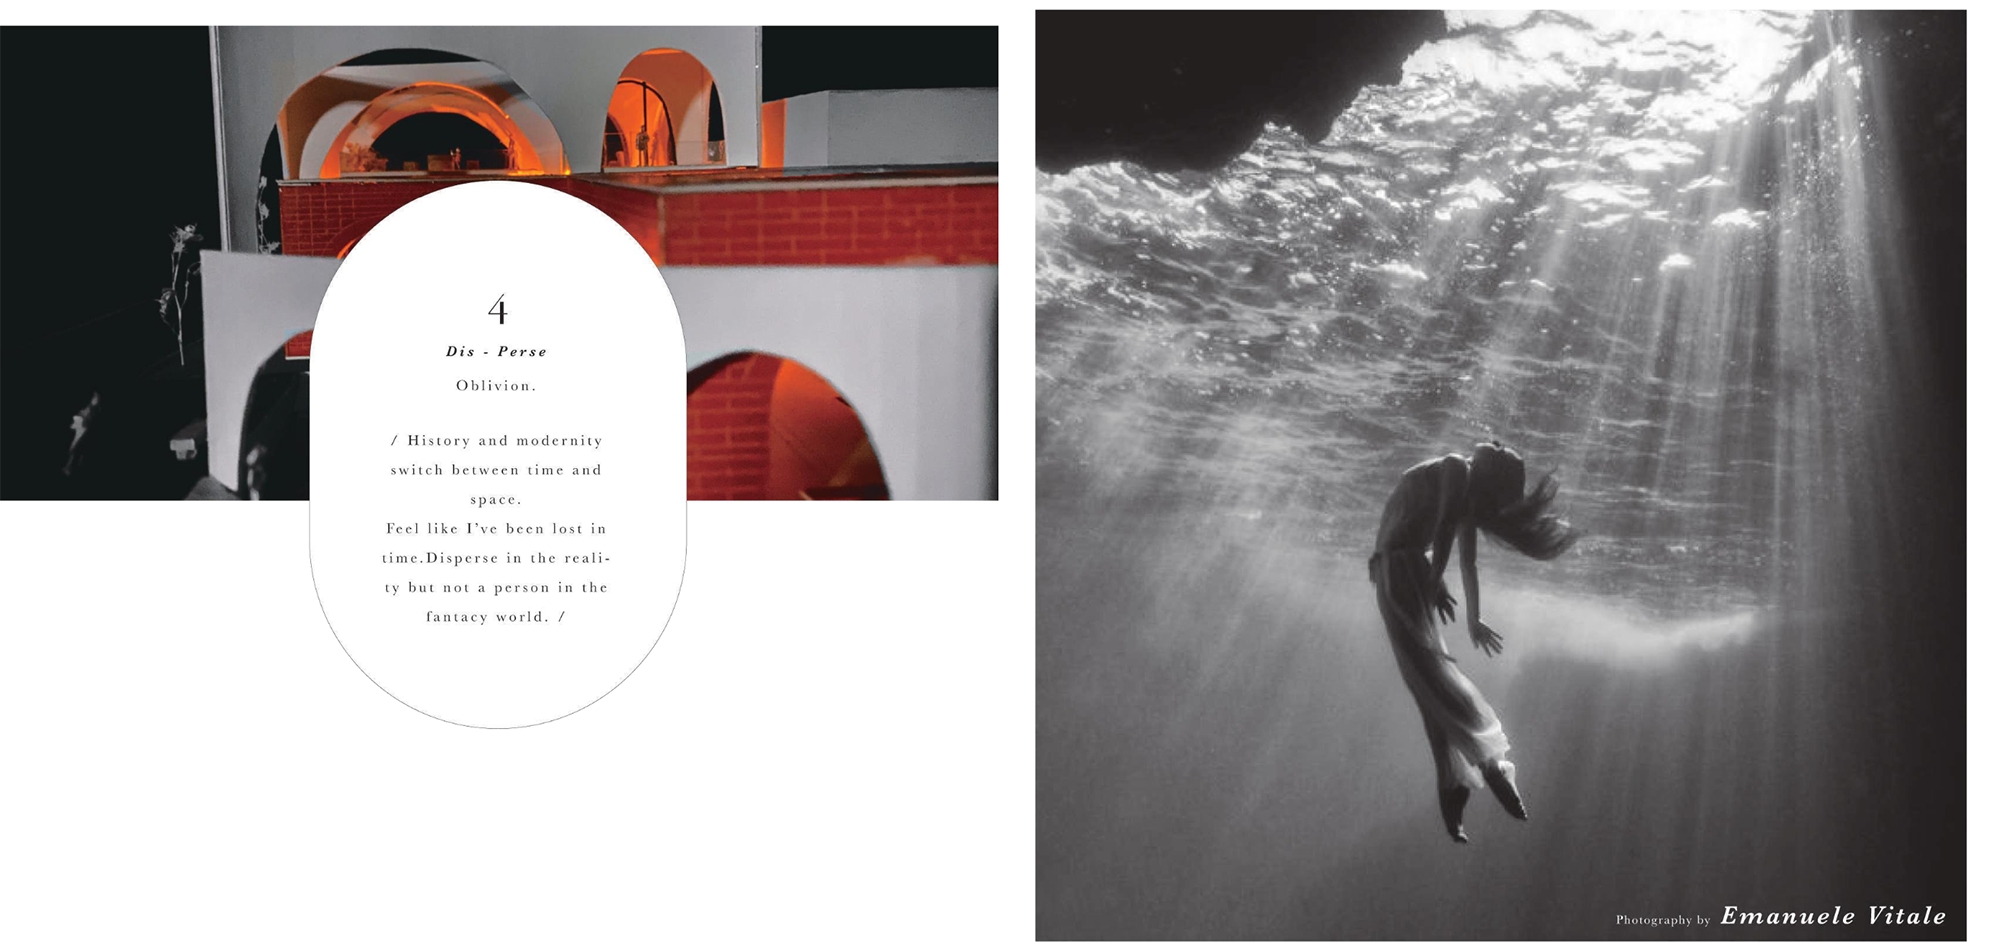 4
Dis - Perse
Oblivion.
/ History and modernity
switch between time and
space.
Feel like I’ve been lost in
time.Disperse in the reali-
ty but not a person in the
fantacy world. /
Photography by Emanuele Vitale